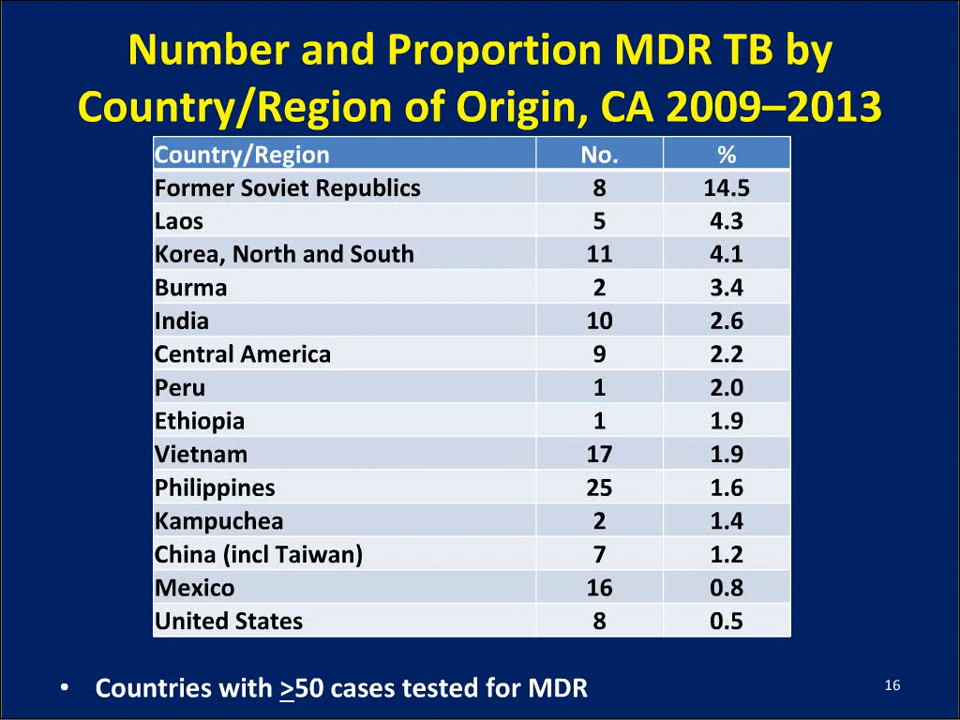 Number and Proportion MDR TB by
Country/Region of Origin, CA 2009–2013
Country/Region No. %
Former Soviet Republics 8 14.5
Laos 5 4.3
Korea, North and South 11 4.1
Burma 2 3.4
India 10 2.6
Central America 9 2.2
Peru 1 2.0
Ethiopia 1 1.9
Vietnam 17 1.9
Philippines 25 1.6
Kampuchea 2 1.4
China (incl Taiwan) 7 1.2
Mexico 16 0.8
United States 8 0.5
• Countries with >50 cases tested for MDR
16